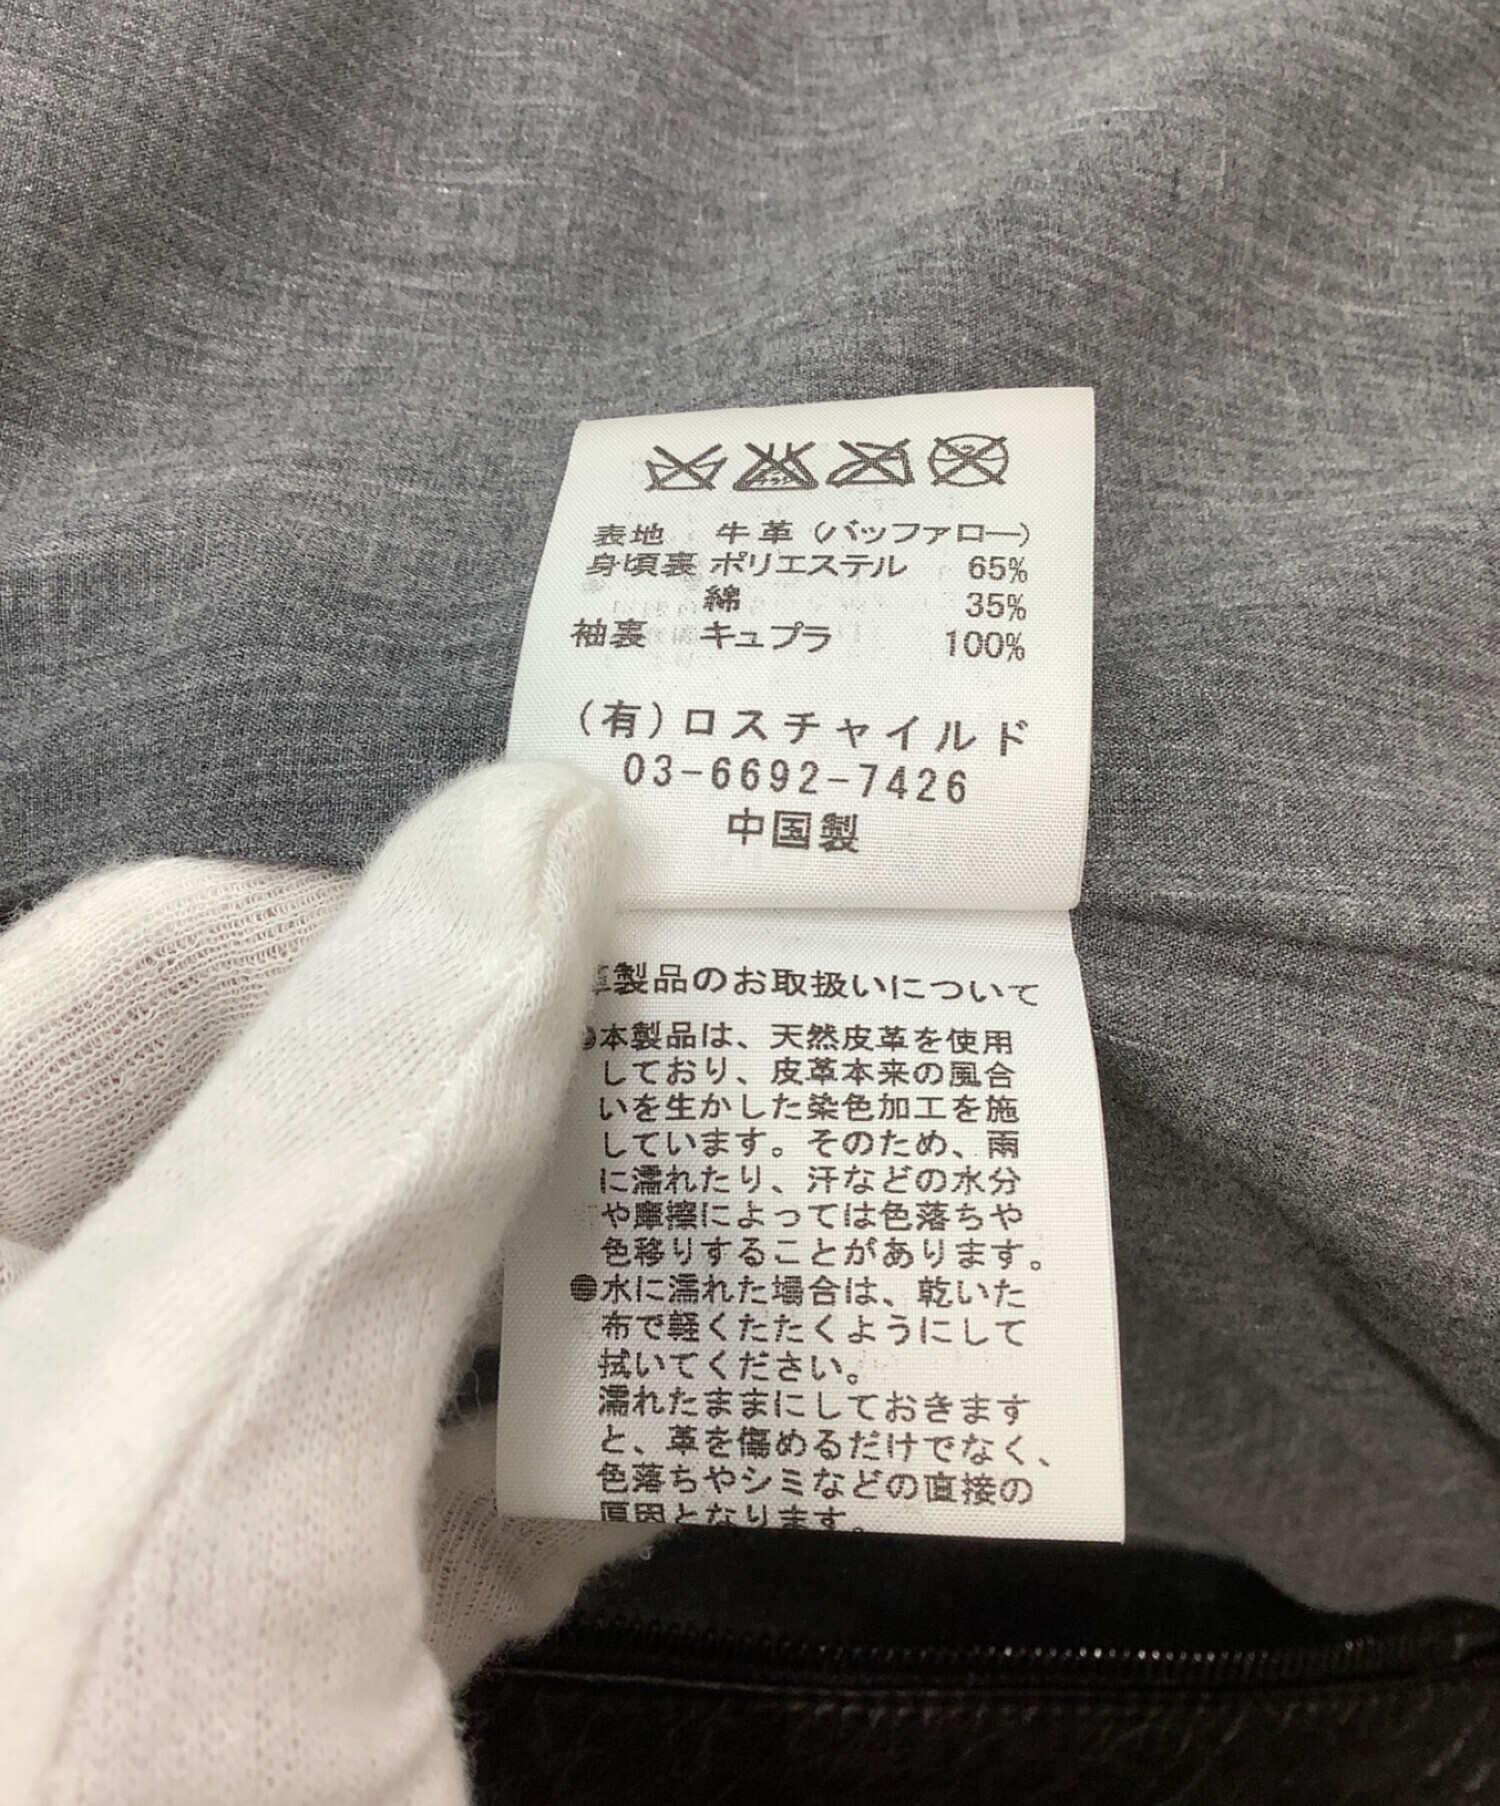 表地 牛革 (バッファロー)
身頃裏 ポリエステル 65%
綿 35%
袖裏 キュプラ 100%
(有)ロスチャイルド
03-6692-7426
中国製
革製品のお取扱いについて
●本製品は、天然皮革を使用
しており、皮革本来の風合
いを生かした染色加工を施
しています。そのため、雨
に濡れたり、汗などの水分
や摩擦によっては色落ちや
色移りすることがあります。
●水に濡れた場合は、乾いた
布で軽くたたくようにして
拭いてください。
濡れたままにしておきます
と、革を傷めるだけでなく、
色落ちやシミなどの直接の
原因となります。